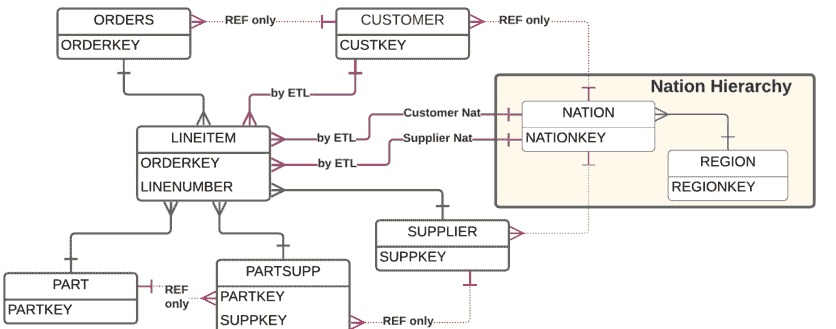 ORDERS
ORDERKEY
REF only
CUSTOMER
CUSTKEY
REF only
Nation Hierarchy
by ETL
Customer Nat
by ETL
Supplier Nat
by ETL
NATION
NATIONKEY
REGION
REGIONKEY
LINEITEM
ORDERKEY
LINENUMBER
SUPPLIER
SUPPKEY
PART
PARTKEY
REF
only
PARTSUPP
PARTKEY
SUPPKEY
REF only